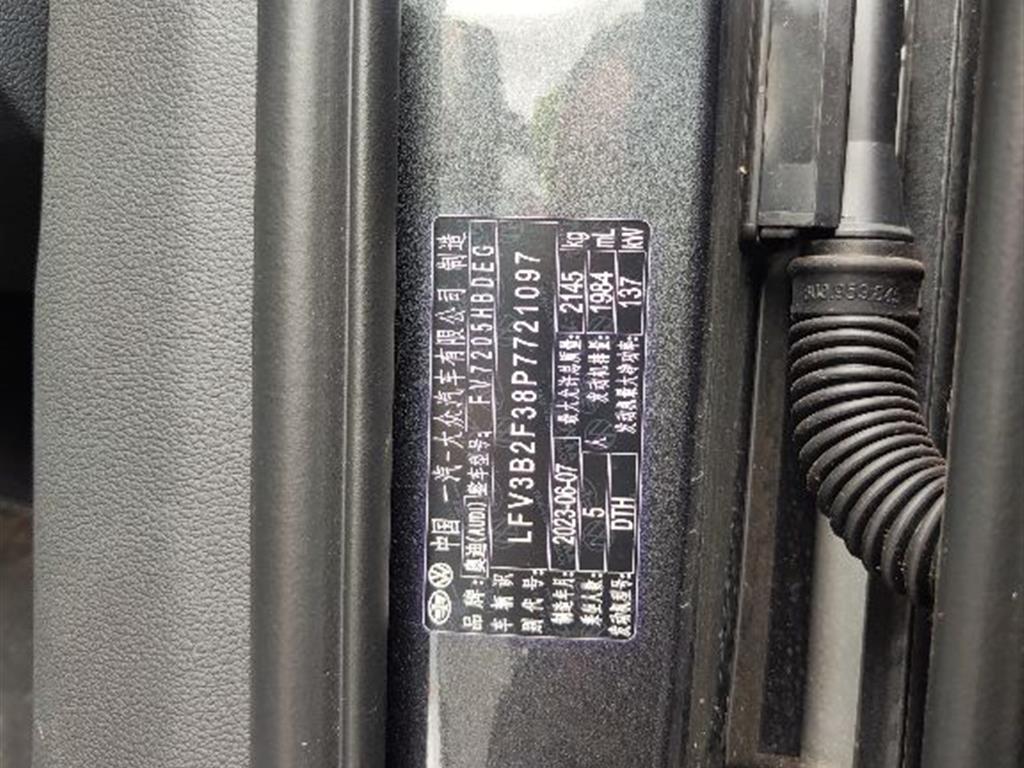 中国 一汽-大众汽车有限公司 制造
品牌: 奥迪(AUDI) 整车型号: FV7205HBDEG
车辆识别代号: LFV3B2F38P7721097
制造年月: 2023-06-07 最大允许总质量: 2145 kg
乘坐人数: 5 人 发动机排量: 1984 mL
发动机型号: DTH 发动机最大净功率: 137 kW